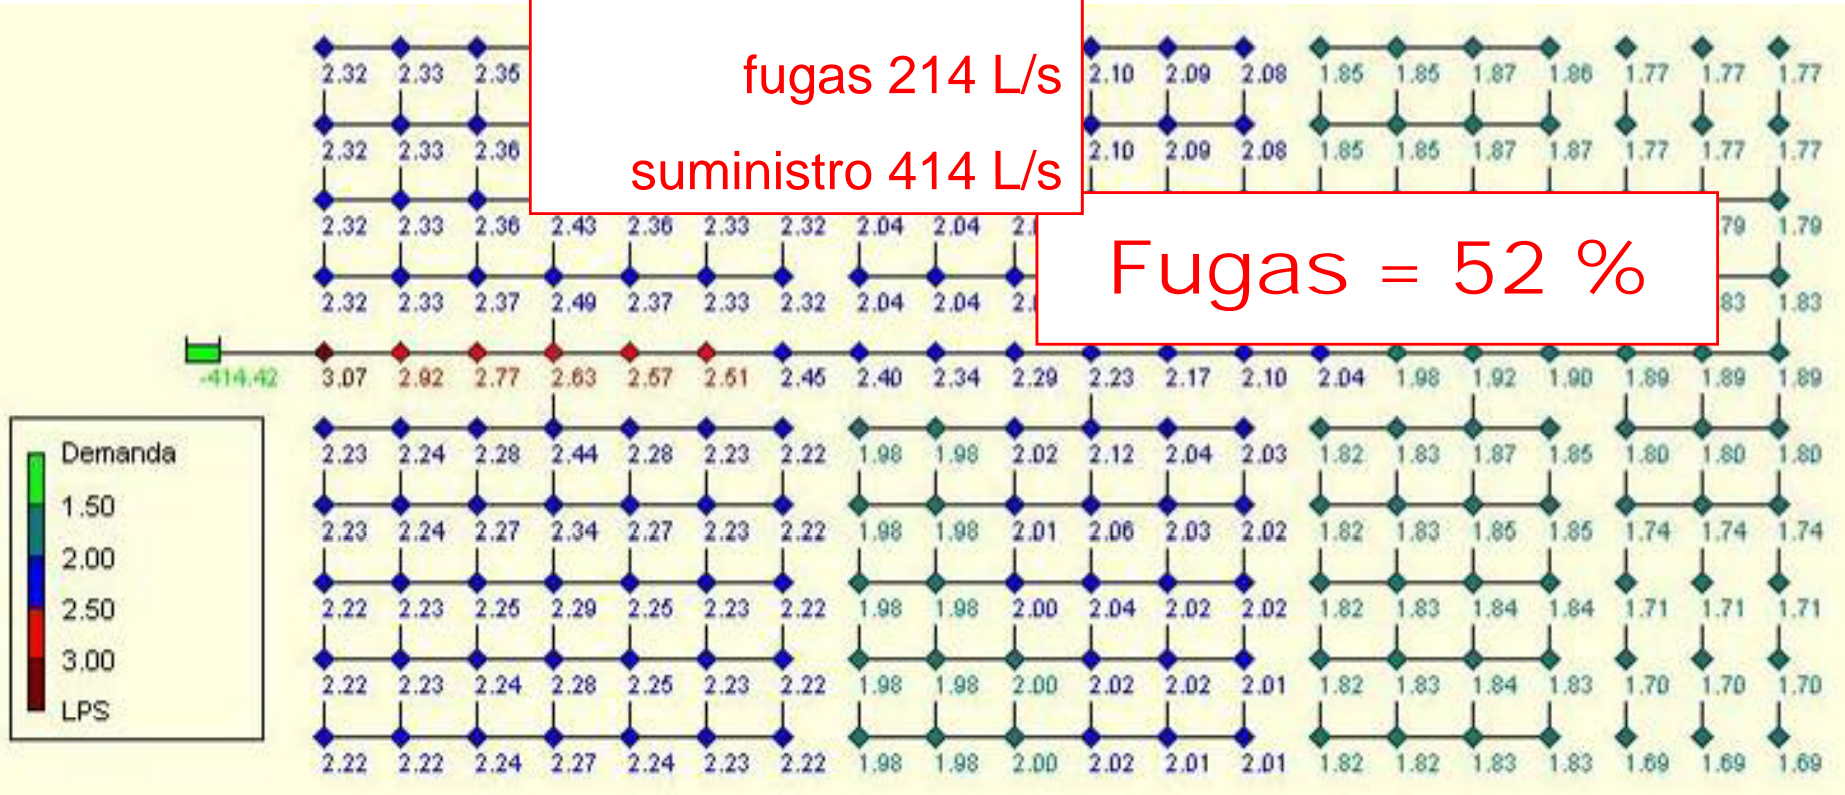 fugas 214 L/s
2.32 2.33 2.35 2.10 2.09 2.08 1.85 1.85 1.87 1.86 1.77 1.77 1.77
suministro 414 L/s
2.32 2.33 2.36 2.10 2.09 2.08 1.85 1.85 1.87 1.87 1.77 1.77 1.77
2.32 2.33 2.36 2.43 2.36 2.33 2.32 2.04 2.04 79 1.79
Fugas = 52 %
2.32 2.33 2.37 2.49 2.37 2.33 2.32 2.04 2.04 83 1.83
-414.42 3.07 2.92 2.77 2.63 2.57 2.51 2.45 2.40 2.34 2.29 2.23 2.17 2.10 2.04 1.98 1.92 1.90 1.89 1.89 1.89
2.23 2.24 2.28 2.44 2.28 2.23 2.22 1.98 1.98 2.02 2.12 2.04 2.03 1.82 1.83 1.87 1.85 1.80 1.80 1.80
2.23 2.24 2.27 2.34 2.27 2.23 2.22 1.98 1.98 2.01 2.06 2.03 2.02 1.82 1.83 1.85 1.85 1.74 1.74 1.74
2.22 2.23 2.25 2.29 2.25 2.23 2.22 1.98 1.98 2.00 2.04 2.02 2.02 1.82 1.83 1.84 1.84 1.71 1.71 1.71
2.22 2.23 2.24 2.28 2.25 2.23 2.22 1.98 1.98 2.00 2.02 2.02 2.01 1.82 1.83 1.84 1.83 1.70 1.70 1.70
2.22 2.22 2.24 2.27 2.24 2.23 2.22 1.98 1.98 2.00 2.02 2.01 2.01 1.82 1.82 1.83 1.83 1.69 1.69 1.69
Demanda
1.50
2.00
2.50
3.00
LPS